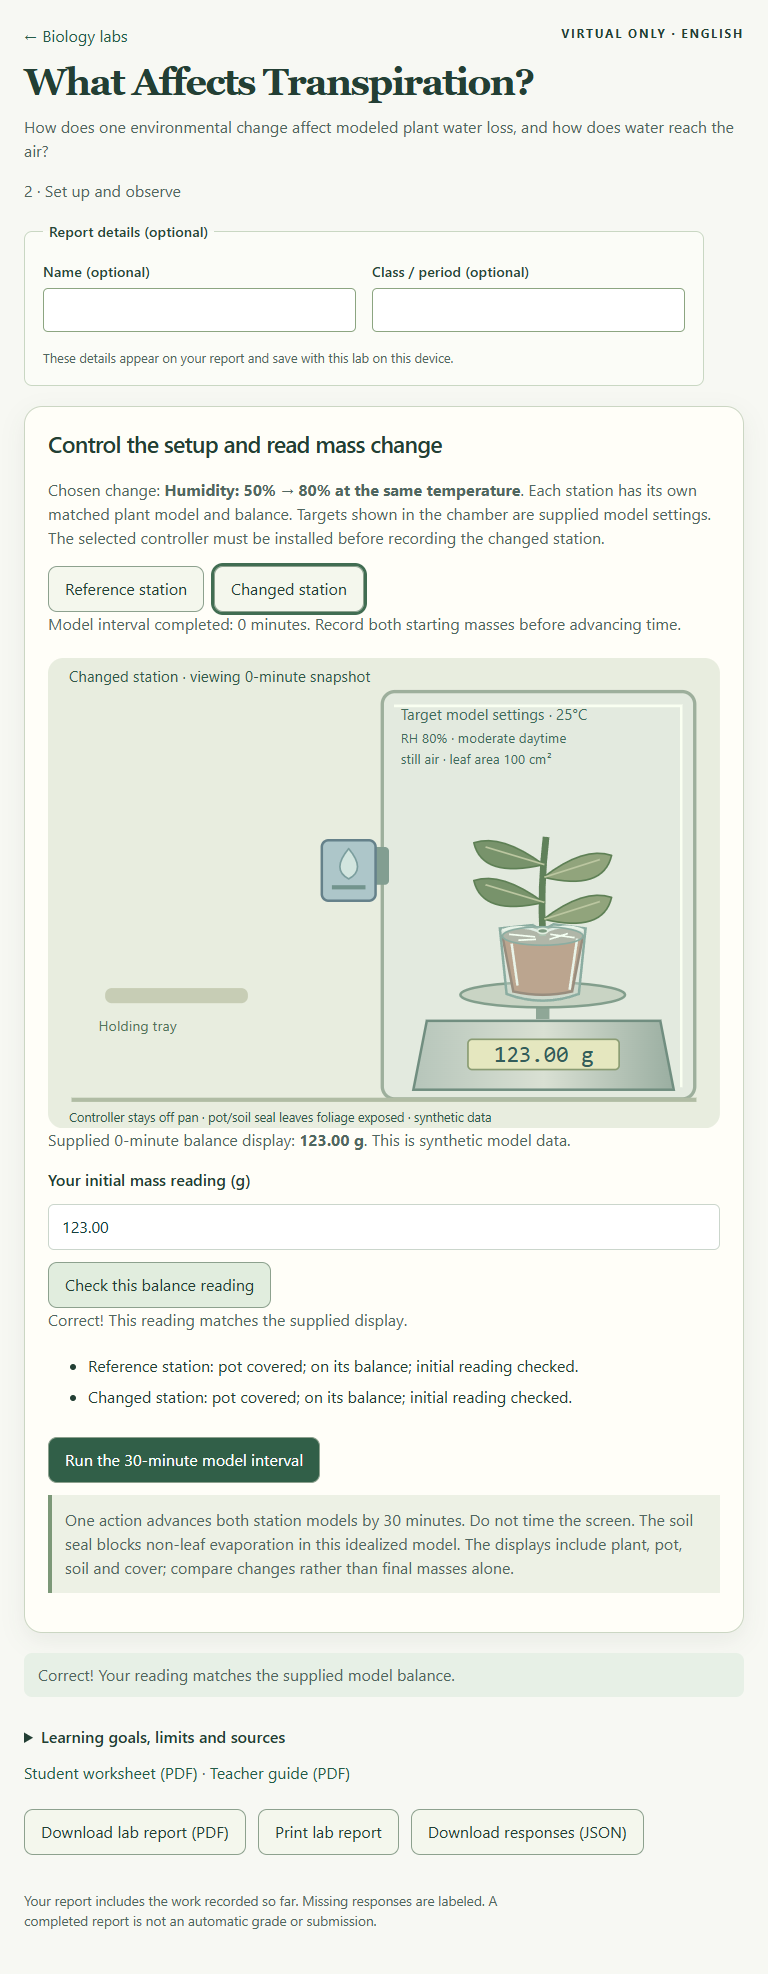 ← Biology labs
VIRTUAL ONLY · ENGLISH
What Affects Transpiration?
How does one environmental change affect modeled plant water loss, and how does water reach the
air?
2 · Set up and observe
Report details (optional)
Name (optional)
Class / period (optional)
These details appear on your report and save with this lab on this device.
Control the setup and read mass change
Chosen change: Humidity: 50% → 80% at the same temperature. Each station has its own
matched plant model and balance. Targets shown in the chamber are supplied model settings.
The selected controller must be installed before recording the changed station.
Reference station
Changed station
Model interval completed: 0 minutes. Record both starting masses before advancing time.
Changed station · viewing 0-minute snapshot
Target model settings · 25°C
RH 80% · moderate daytime
still air · leaf area 100 cm²
Holding tray
123.00 g
Controller stays off pan · pot/soil seal leaves foliage exposed · synthetic data
Supplied 0-minute balance display: 123.00 g. This is synthetic model data.
Your initial mass reading (g)
123.00
Check this balance reading
Correct! This reading matches the supplied display.
• Reference station: pot covered; on its balance; initial reading checked.
• Changed station: pot covered; on its balance; initial reading checked.
Run the 30-minute model interval
One action advances both station models by 30 minutes. Do not time the screen. The soil
seal blocks non-leaf evaporation in this idealized model. The displays include plant, pot,
soil and cover; compare changes rather than final masses alone.
Correct! Your reading matches the supplied model balance.
▶ Learning goals, limits and sources
Student worksheet (PDF) · Teacher guide (PDF)
Download lab report (PDF)
Print lab report
Download responses (JSON)
Your report includes the work recorded so far. Missing responses are labeled. A
completed report is not an automatic grade or submission.